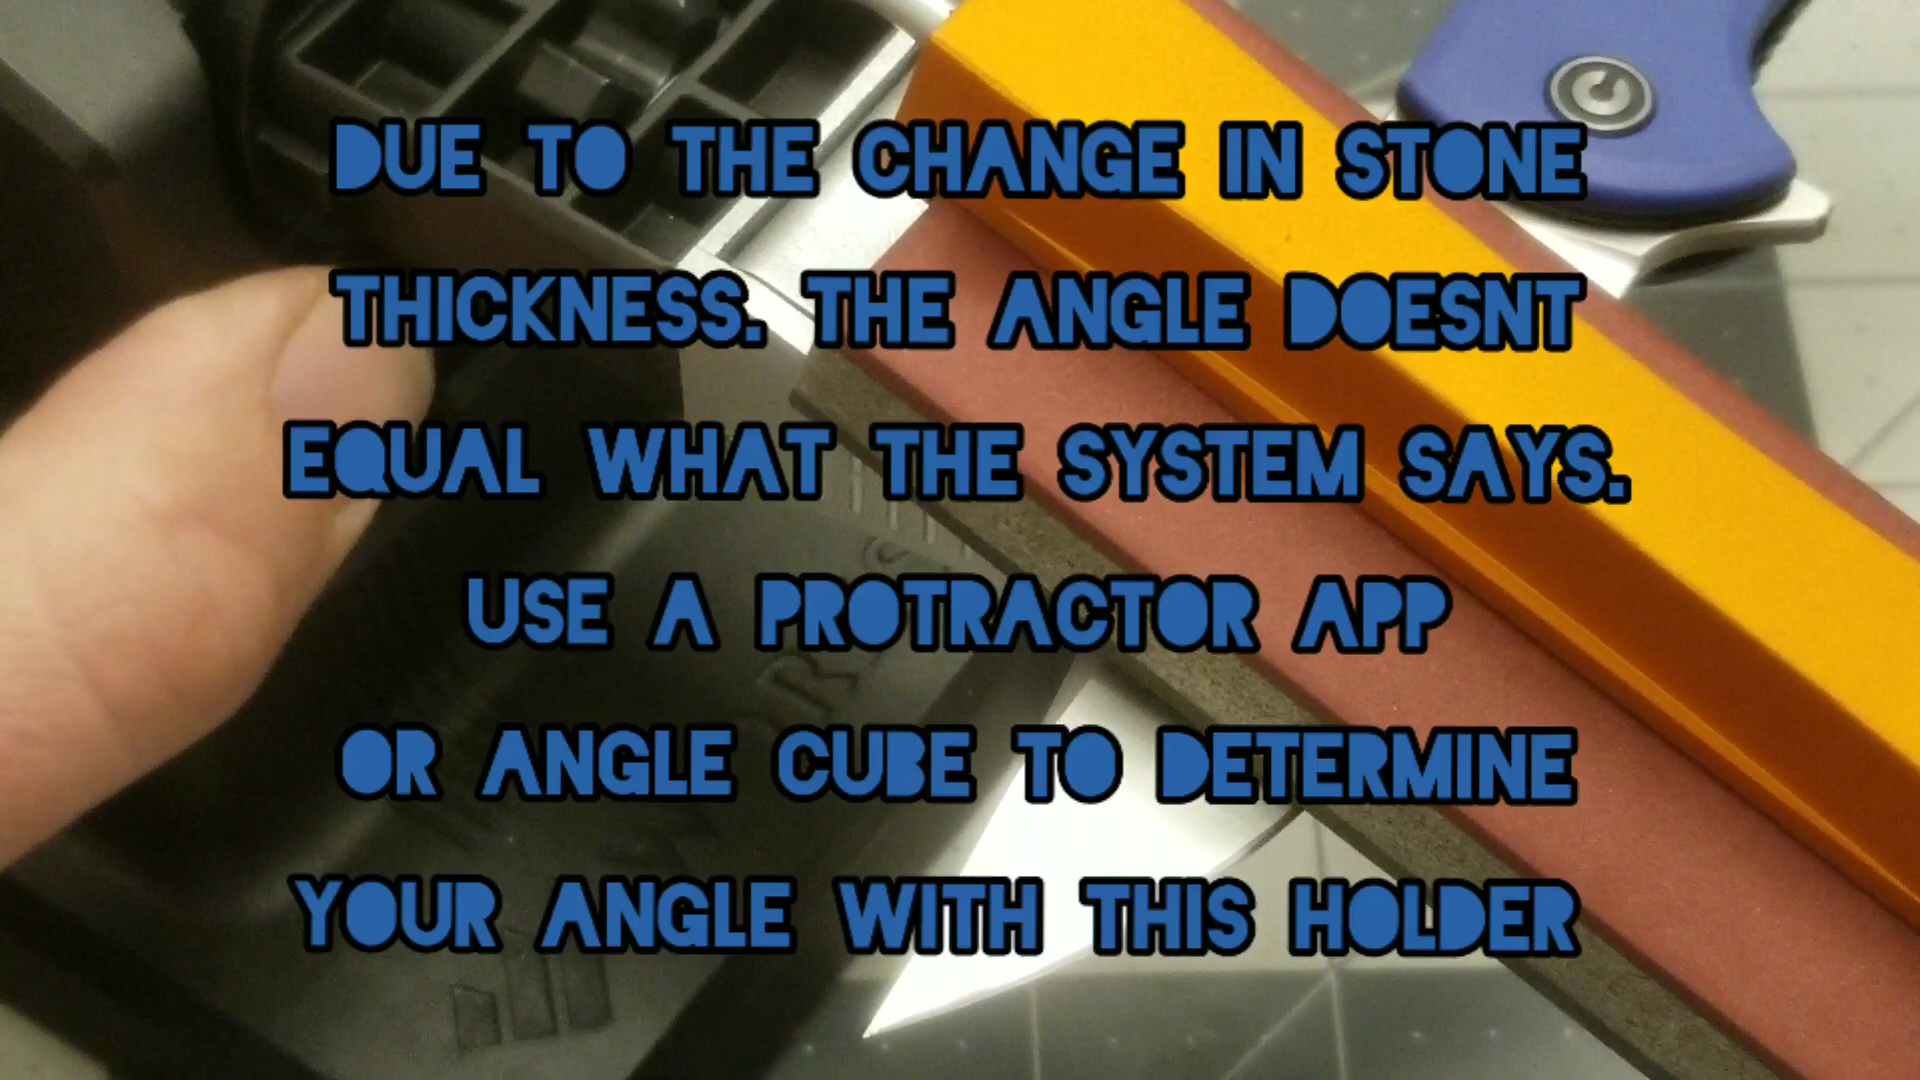 DUE TO THE CHANGE IN STONE
THICKNESS. THE ANGLE DOESNT
EQUAL WHAT THE SYSTEM SAYS.
USE A PROTRACTOR APP
OR ANGLE CUBE TO DETERMINE
YOUR ANGLE WITH THIS HOLDER